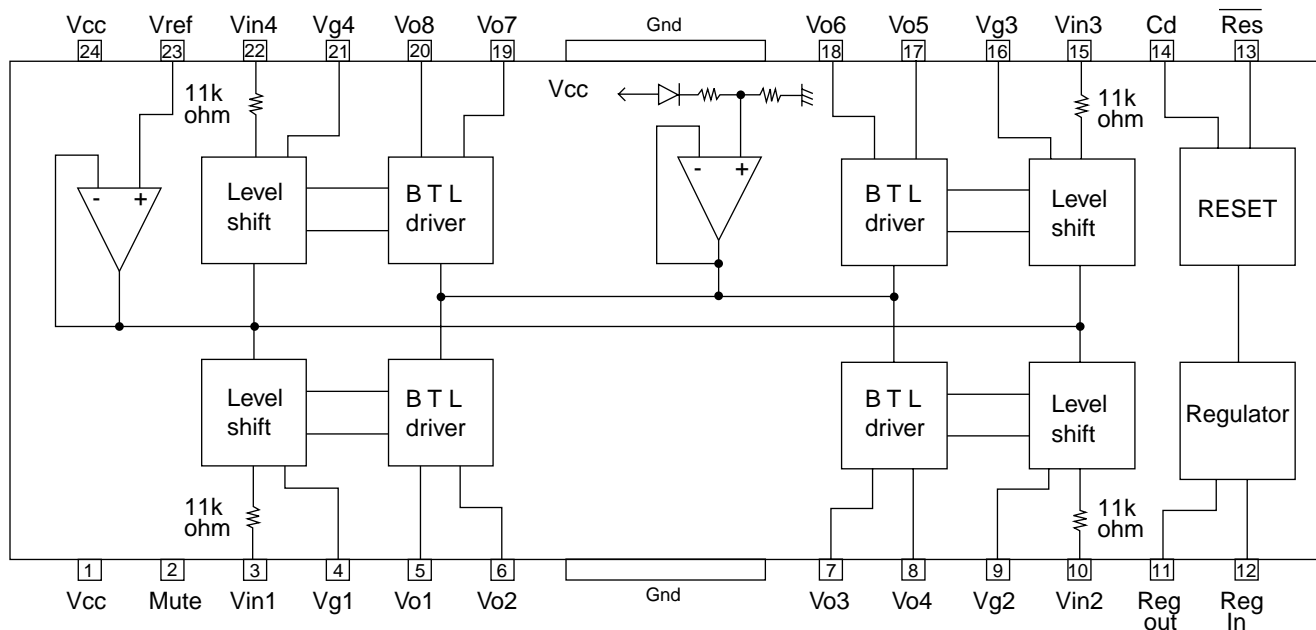 Vcc Vref Vin4 Vg4 Vo8 Vo7 Gnd Vo6 Vo5 Vg3 Vin3 Cd Res
24 23 22 21 20 19 18 17 16 15 14 13
11k
ohm
Vcc
11k
ohm
- +
Level
shift
B T L
driver
- +
B T L
driver
Level
shift
RESET
Level
shift
B T L
driver
B T L
driver
Level
shift
Regulator
11k
ohm
11k
ohm
1 2 3 4 5 6 7 8 9 10 11 12
Vcc Mute Vin1 Vg1 Vo1 Vo2 Gnd Vo3 Vo4 Vg2 Vin2 Reg
out Reg
In